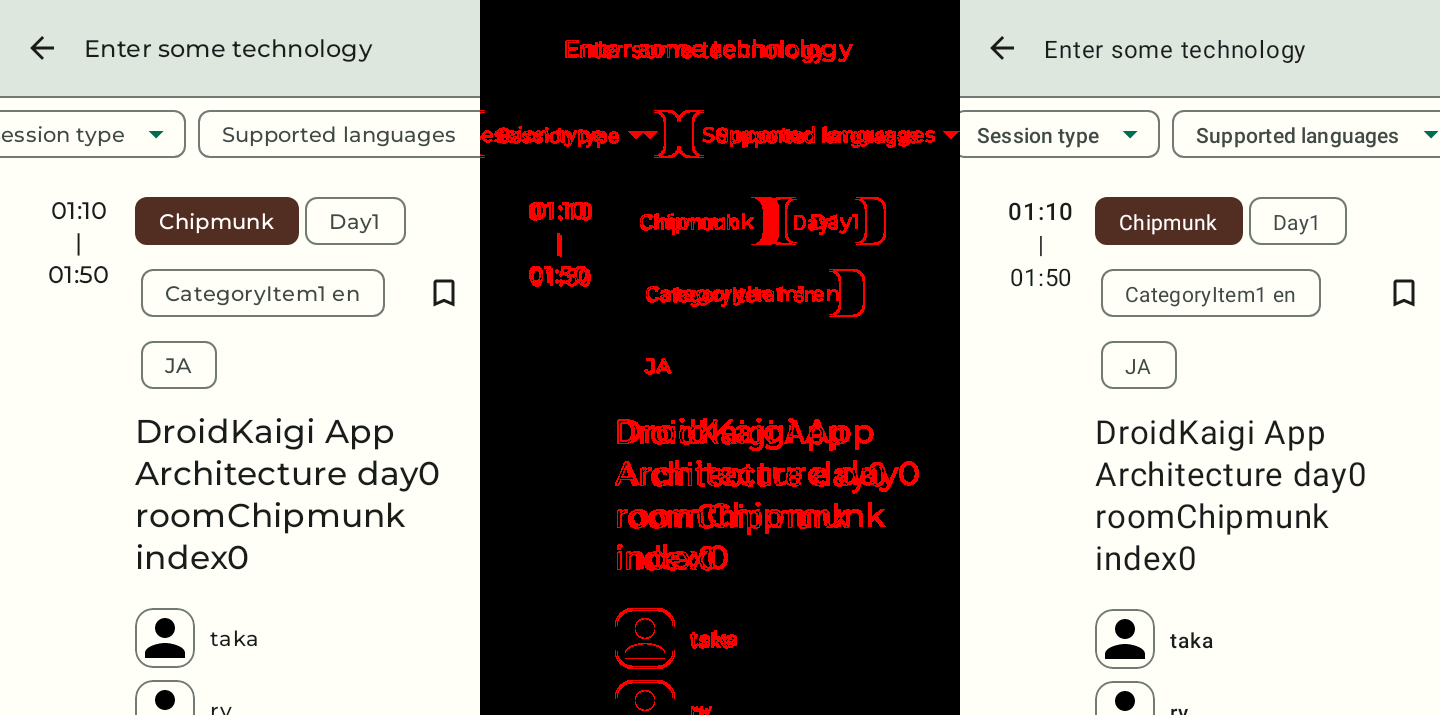 Enter some technology
ession type
Supported languages
01:10
|
01:50
Chipmunk
Day1
CategoryItem1 en
JA
DroidKaigi App
Architecture day0
roomChipmunk
index0
taka
ry
Enter some technology
Session type
Supported languages
01:10
01:50
Chipmunk
Day1
CategoryItem1 en
JA
DroidKaigi App
Architecture day0
roomChipmunk
index0
taka
Enter some technology
Session type
Supported languages
01:10
|
01:50
Chipmunk
Day1
CategoryItem1 en
JA
DroidKaigi App
Architecture day0
roomChipmunk
index0
taka
ry